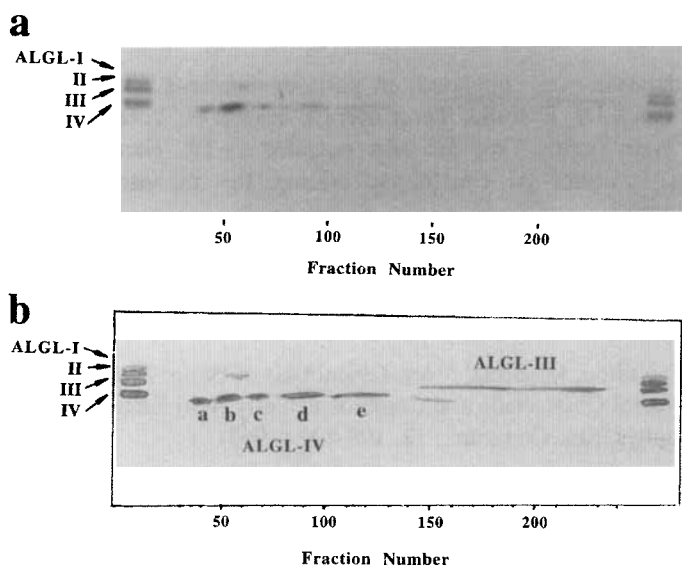 a
ALGL-I
II
III
IV
50 100 150 200
Fraction Number
b
ALGL-I
II
III
IV
ALGL-III
a b c d e
ALGL-IV
50 100 150 200
Fraction Number